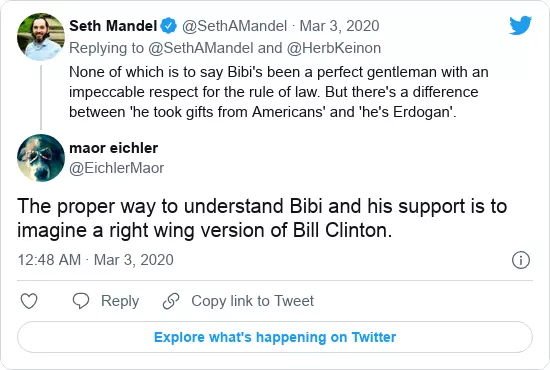 Seth Mandel @SethAMandel · Mar 3, 2020
Replying to @SethAMandel and @HerbKeinon
None of which is to say Bibi's been a perfect gentleman with an
impeccable respect for the rule of law. But there's a difference
between 'he took gifts from Americans' and 'he's Erdogan'.
maor eichler
@EichlerMaor
The proper way to understand Bibi and his support is to
imagine a right wing version of Bill Clinton.
12:48 AM · Mar 3, 2020
Reply Copy link to Tweet
Explore what's happening on Twitter